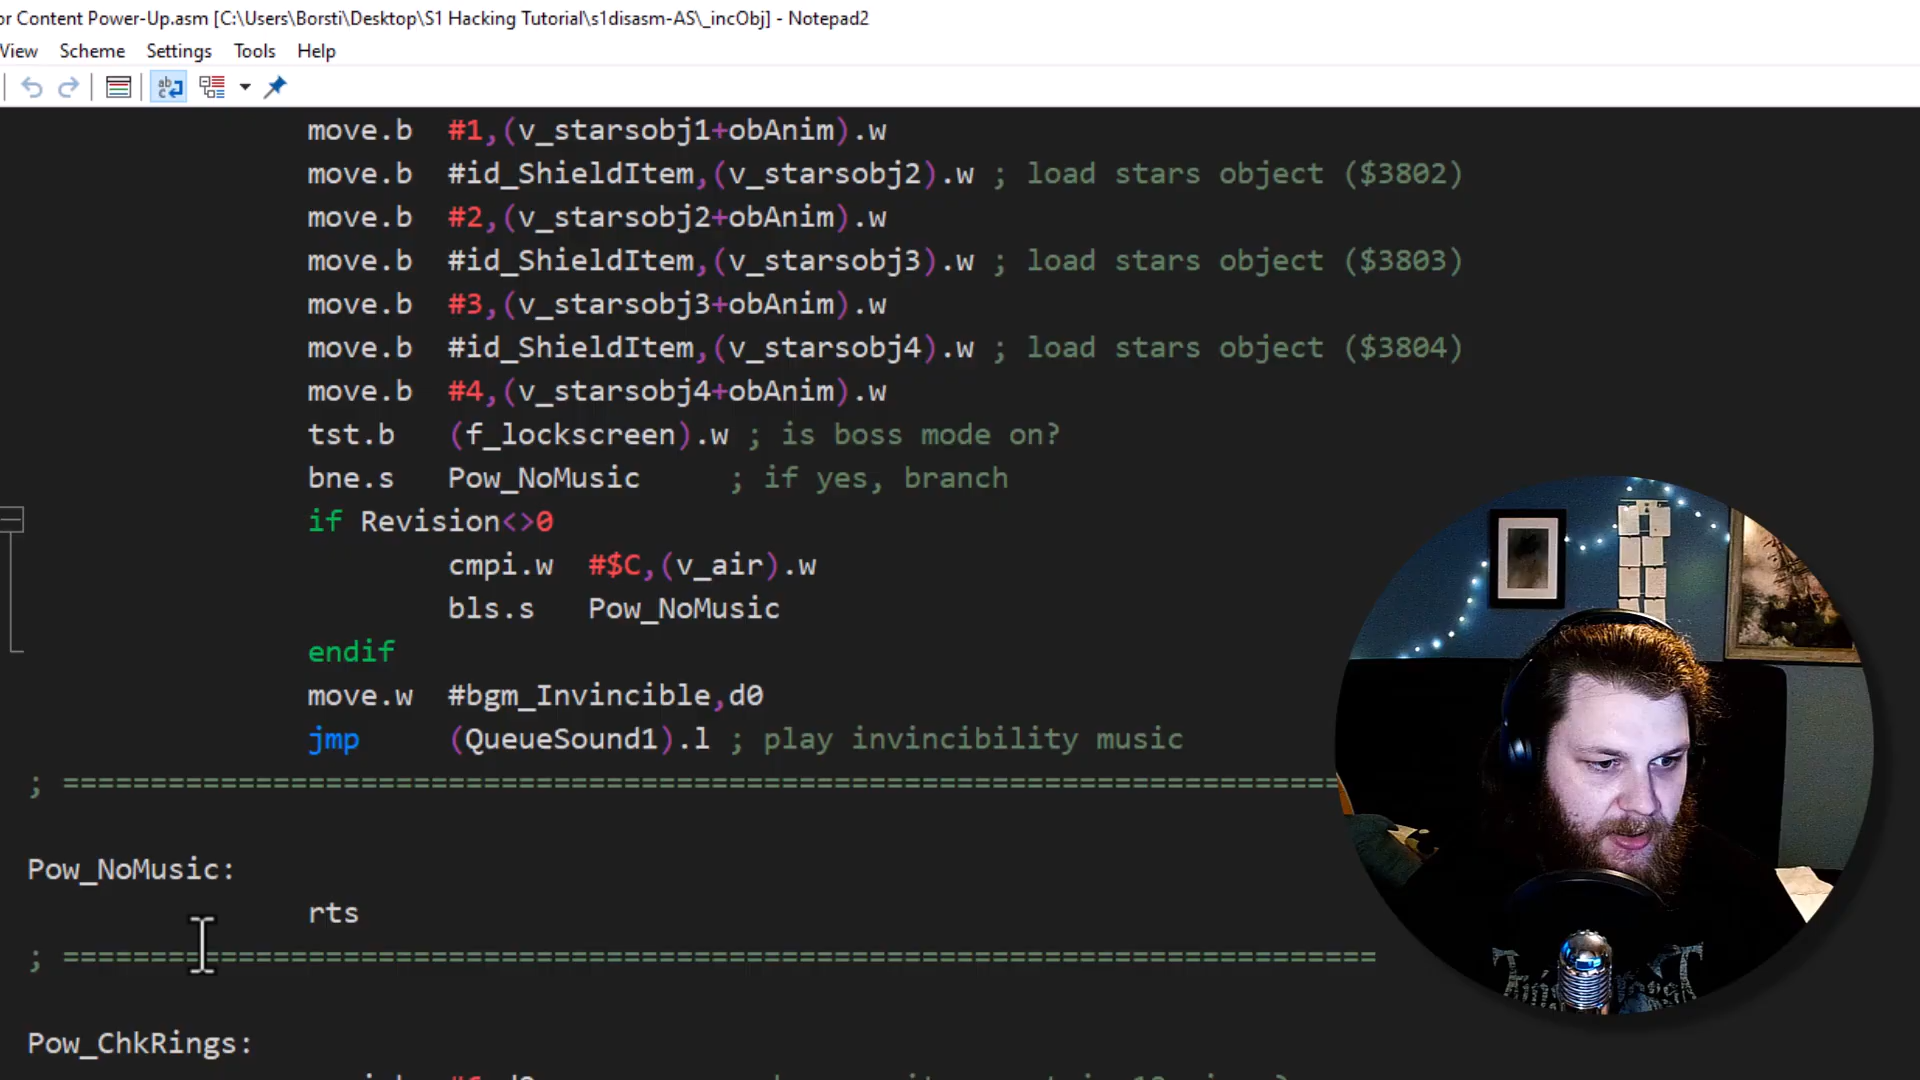 or Content Power-Up.asm [C:\Users\Borsti\Desktop\S1 Hacking Tutorial\s1disasm-AS\_incObj] - Notepad2
View Scheme Settings Tools Help
move.b #1,(v_starsobj1+obAnim).w
move.b #id_ShieldItem,(v_starsobj2).w ; load stars object ($3802)
move.b #2,(v_starsobj2+obAnim).w
move.b #id_ShieldItem,(v_starsobj3).w ; load stars object ($3803)
move.b #3,(v_starsobj3+obAnim).w
move.b #id_ShieldItem,(v_starsobj4).w ; load stars object ($3804)
move.b #4,(v_starsobj4+obAnim).w
tst.b (f_lockscreen).w ; is boss mode on?
bne.s Pow_NoMusic ; if yes, branch
if Revision<>0
cmpi.w #$C,(v_air).w
bls.s Pow_NoMusic
endif
move.w #bgm_Invincible,d0
jmp (QueueSound1).l ; play invincibility music
; ===========================================================================
Pow_NoMusic:
rts
; ===========================================================================
Pow_ChkRings: